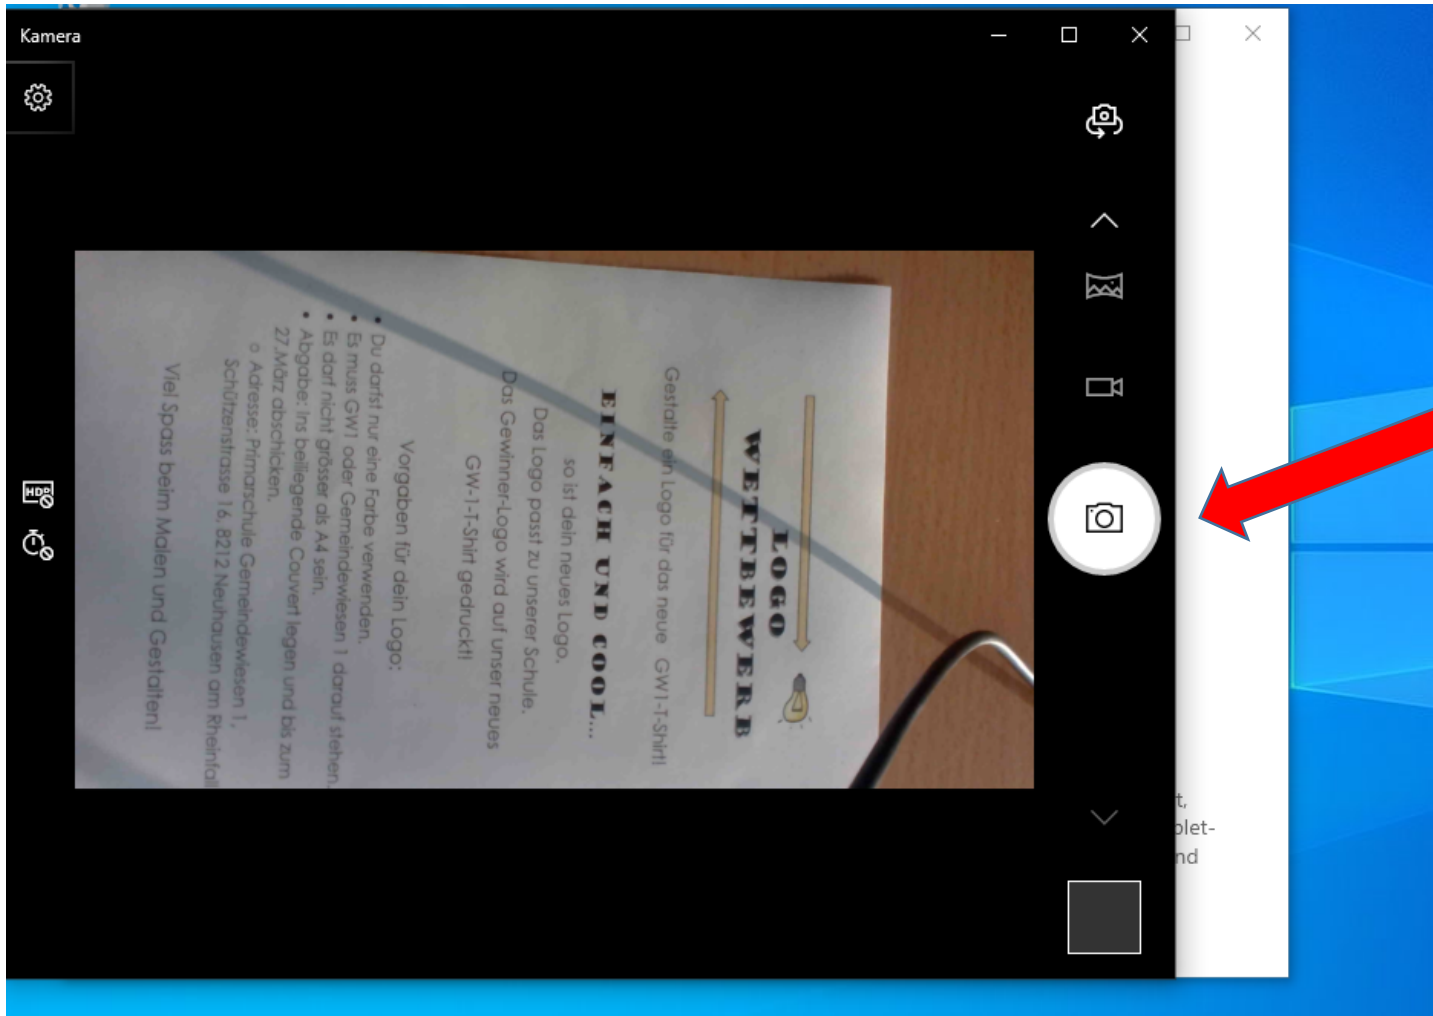 Kamera
LOGO
WETTBEWERB
Gestalte ein Logo für das neue GW1-T-Shirt!
EINFACH UND COOL...
so ist dein neues Logo.
Das Logo passt zu unserer Schule.
Das Gewinner-Logo wird auf unser neues
GW-1-T-Shirt gedruckt!
Vorgaben für dein Logo:
• Du darfst nur eine Farbe verwenden.
• Es muss GW1 oder Gemeindewiesen 1 darauf stehen.
• Es darf nicht grösser als A4 sein.
• Abgabe: Ins beiliegende Couvert legen und bis zum
27.März abschicken.
o Adresse: Primarschule Gemeindewiesen 1,
Schützenstrasse 16, 8212 Neuhausen am Rheinfall
Viel Spass beim Malen und Gestalten!
HDR
t,
blet-
nd